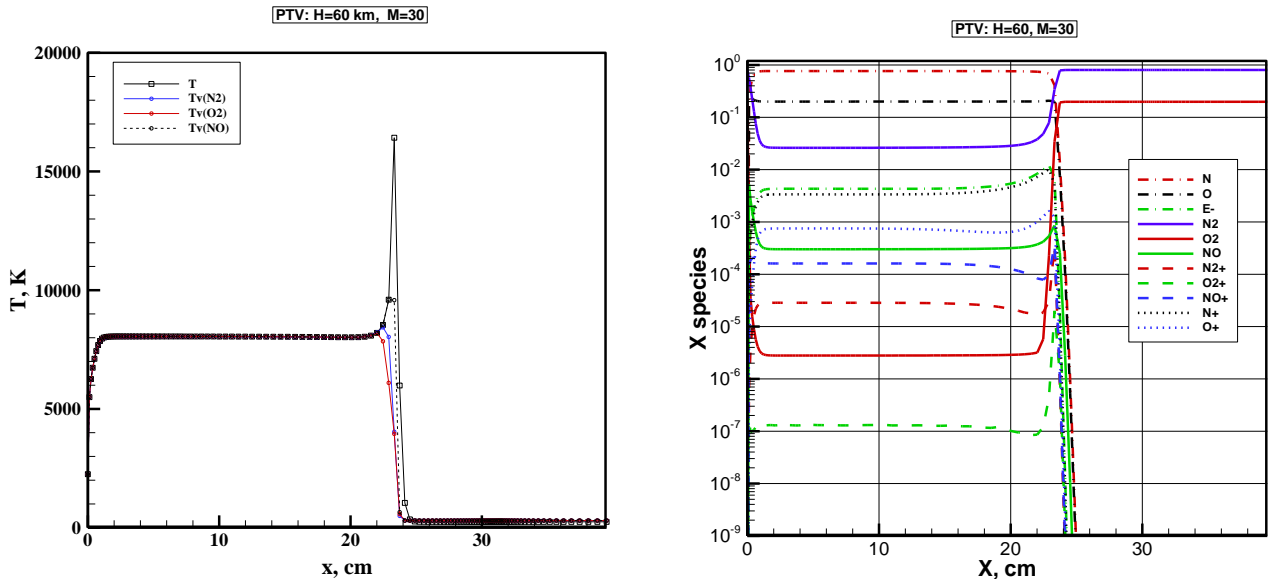 PTV: H=60 km, M=30
20000
15000
10000
5000
0
T, K
T
Tv(N2)
Tv(O2)
Tv(NO)
0
10
20
30
x, cm
PTV: H=60, M=30
10^0
10^-1
10^-2
10^-3
10^-4
10^-5
10^-6
10^-7
10^-8
10^-9
X species
N
O
E-
N2
O2
NO
N2+
O2+
NO+
N+
O+
0
10
20
30
X, cm